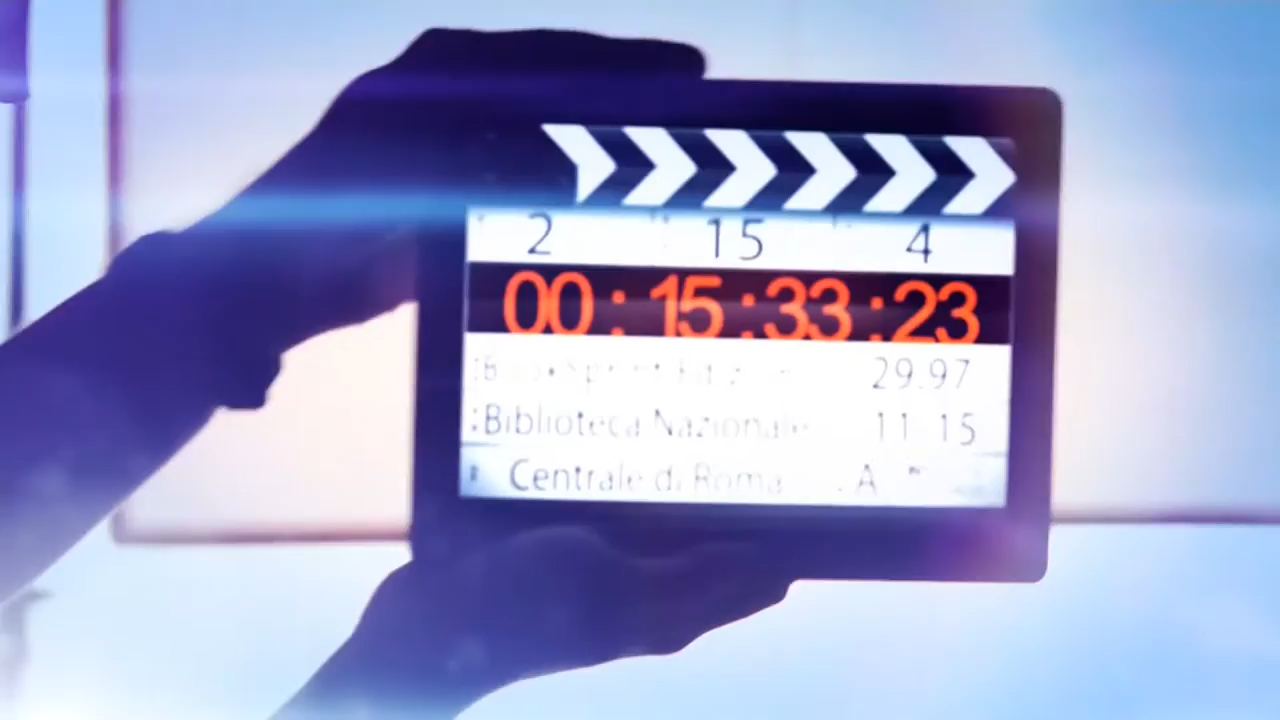 2 15 4
00:15:33:23
29.97
:Biblioteca Nazionale 11 15
Centrale di Roma A